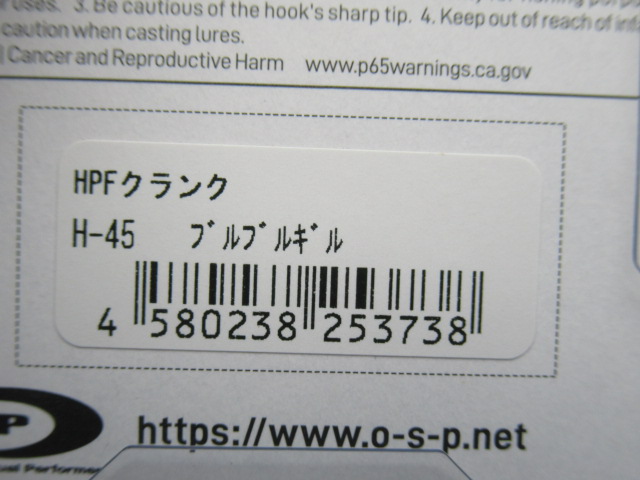 uses. 3. Be cautious of the hook's sharp tip. 4. Keep out of reach of
caution when casting lures.
Cancer and Reproductive Harm www.p65warnings.ca.gov
HPFクランク
H-45 ブルブルギル
4 580238 253738
P
https://www.o-s-p.net